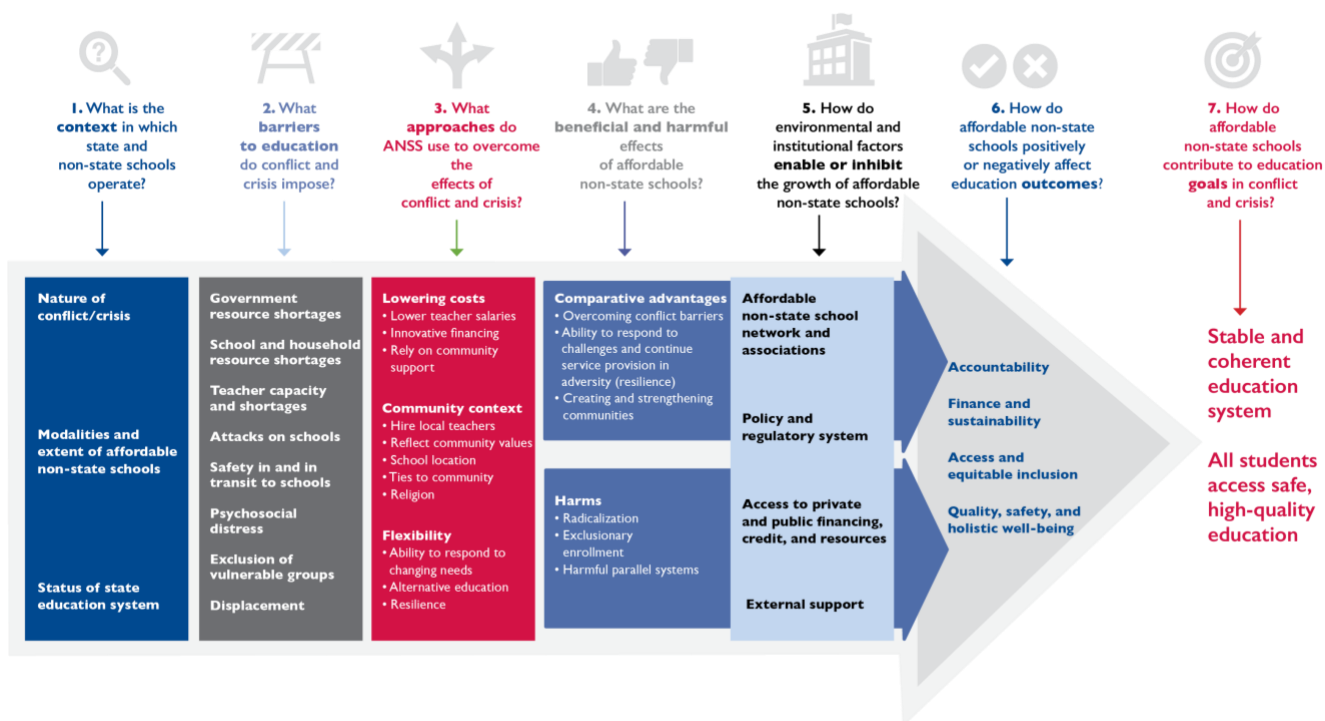 ?
1. What is the
context in which
state and
non-state schools
operate?
2. What
barriers
to education
do conflict and
crisis impose?
3. What
approaches do
ANSS use to overcome
the
effects of
conflict and crisis?
4. What are the
beneficial and harmful
effects
of affordable
non-state schools?
5. How do
environmental and
institutional factors
enable or inhibit
the growth of affordable
non-state schools?
6. How do
affordable non-state
schools positively
or negatively affect
education outcomes?
7. How do
affordable
non-state schools
contribute to education
goals in conflict
and crisis?
Nature of
conflict/crisis
Modalities and
extent of affordable
non-state schools
Status of state
education system
Government
resource shortages
School and household
resource shortages
Teacher capacity
and shortages
Attacks on schools
Safety in and in
transit to schools
Psychosocial
distress
Exclusion of
vulnerable groups
Displacement
Lowering costs
• Lower teacher salaries
• Innovative financing
• Rely on community
support
Community context
• Hire local teachers
• Reflect community values
• School location
• Ties to community
• Religion
Flexibility
• Ability to respond to
changing needs
• Alternative education
• Resilience
Comparative advantages
• Overcoming conflict barriers
• Ability to respond to
challenges and continue
service provision in
adversity (resilience)
• Creating and strengthening
communities
Harms
• Radicalization
• Exclusionary
enrollment
• Harmful parallel systems
Affordable
non-state school
network and
associations
Policy and
regulatory system
Access to private
and public financing,
credit, and resources
External support
Accountability
Finance and
sustainability
Access and
equitable inclusion
Quality, safety, and
holistic well-being
Stable and
coherent
education
system
All students
access safe,
high-quality
education